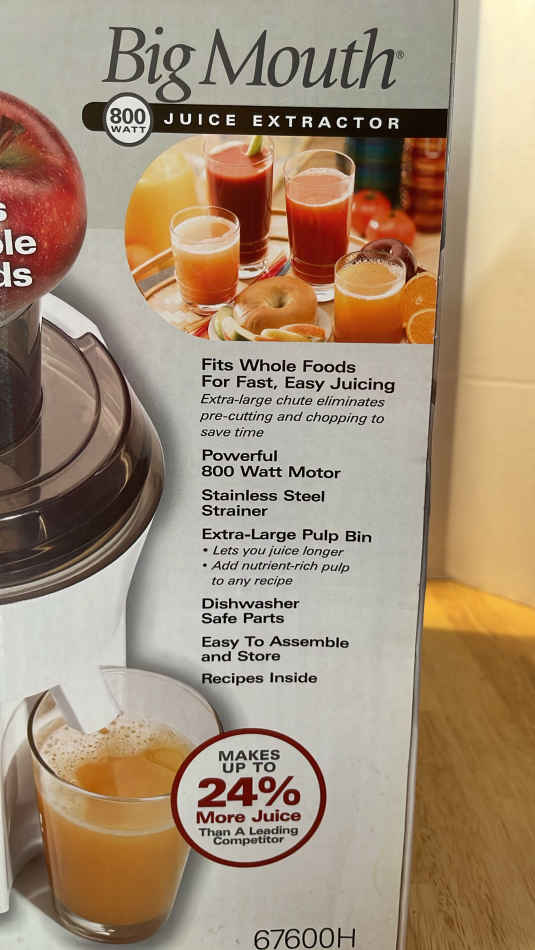 Big Mouth®
800
WATT
JUICE EXTRACTOR
Fits Whole Foods
For Fast, Easy Juicing
Extra-large chute eliminates
pre-cutting and chopping to
save time
Powerful
800 Watt Motor
Stainless Steel
Strainer
Extra-Large Pulp Bin
• Lets you juice longer
• Add nutrient-rich pulp
to any recipe
Dishwasher
Safe Parts
Easy To Assemble
and Store
Recipes Inside
MAKES
UP TO
24%
More Juice
Than A Leading
Competitor
67600H